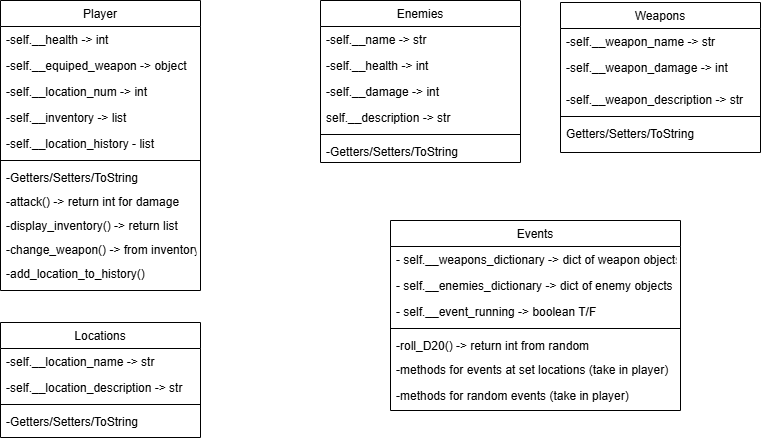 Player
-self.__health -> int
-self.__equiped_weapon -> object
-self.__location_num -> int
-self.__inventory -> list
-self.__location_history - list
-Getters/Setters/ToString
-attack() -> return int for damage
-display_inventory() -> return list
-change_weapon() -> from inventory
-add_location_to_history()
Enemies
-self.__name -> str
-self.__health -> int
-self.__damage -> int
self.__description -> str
-Getters/Setters/ToString
Weapons
-self.__weapon_name -> str
-self.__weapon_damage -> int
-self.__weapon_description -> str
Getters/Setters/ToString
Events
- self.__weapons_dictionary -> dict of weapon objects
- self.__enemies_dictionary -> dict of enemy objects
- self.__event_running -> boolean T/F
-roll_D20() -> return int from random
-methods for events at set locations (take in player)
-methods for random events (take in player)
Locations
-self.__location_name -> str
-self.__location_description -> str
-Getters/Setters/ToString